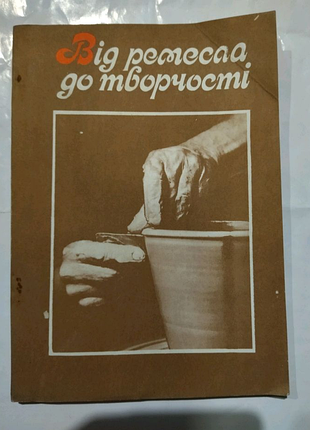 Від ремесла
до творчості